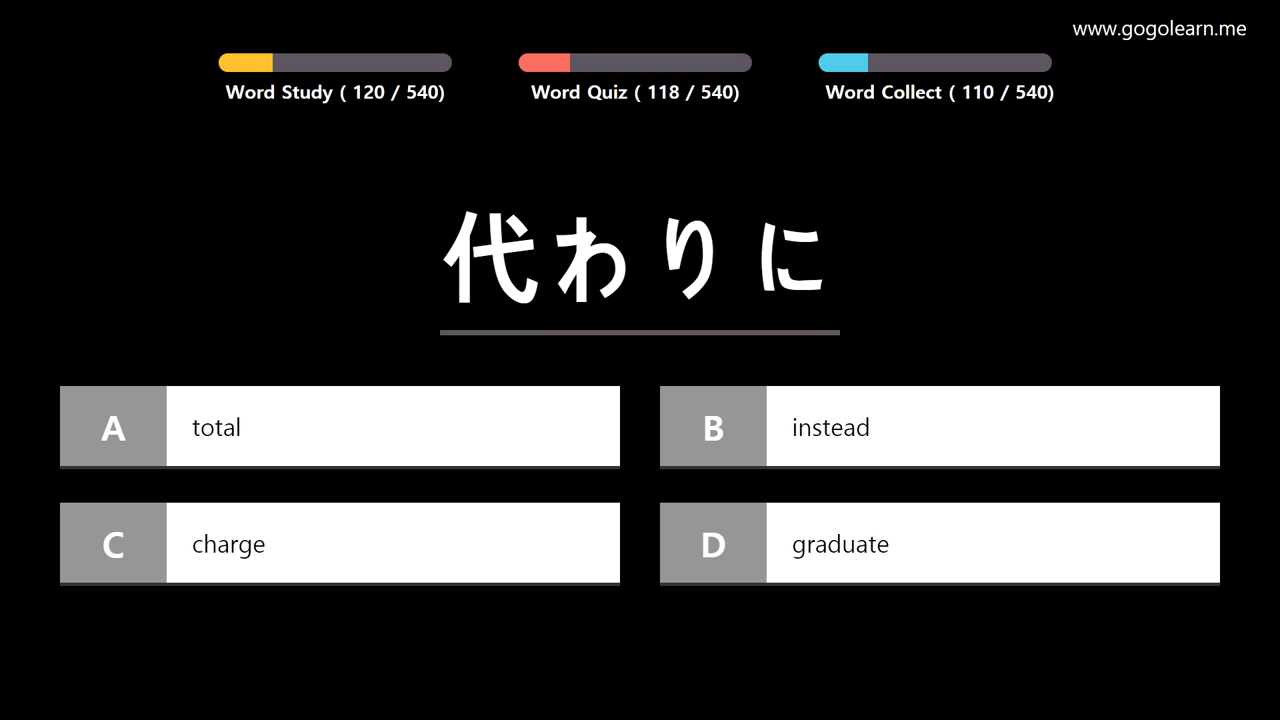 www.gogolearn.me
Word Study ( 120 / 540)
Word Quiz ( 118 / 540)
Word Collect ( 110 / 540)
代わりに
A total
B instead
C charge
D graduate